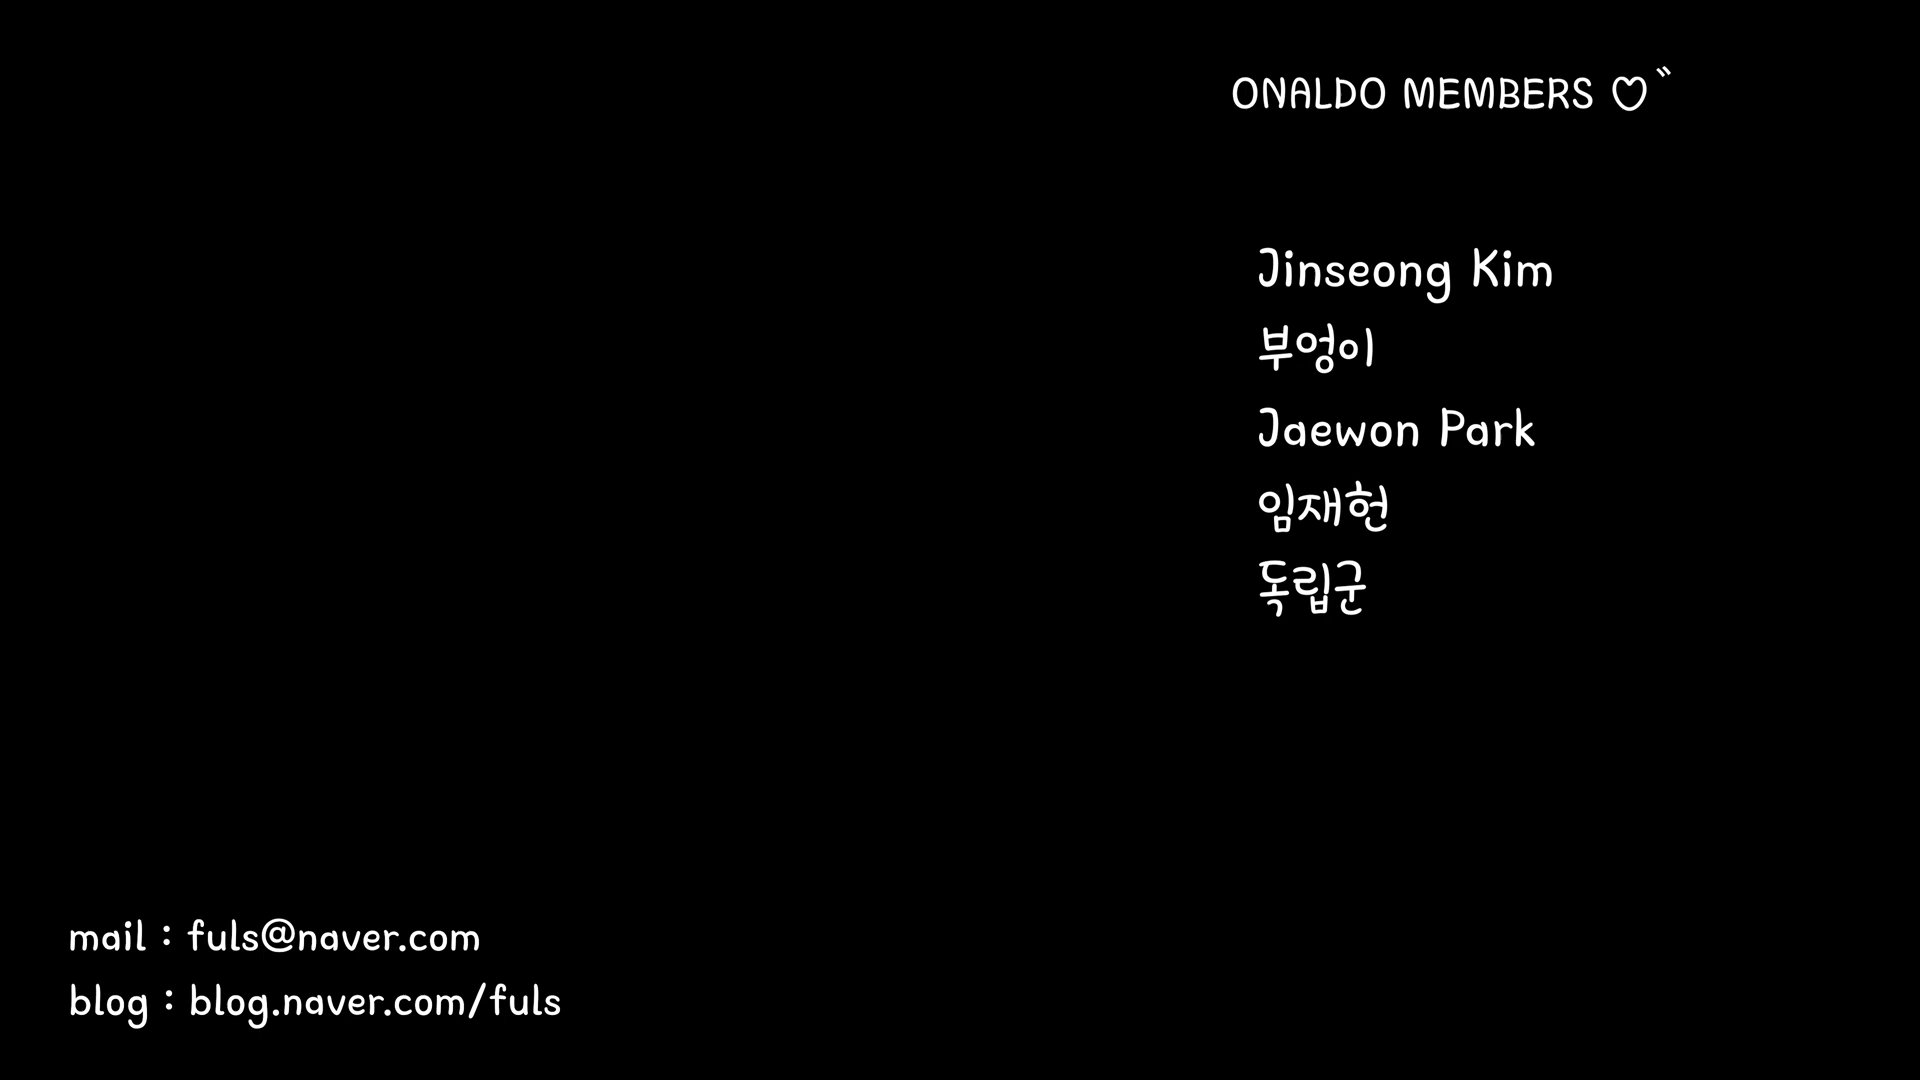 ONALDO MEMBERS ♡〃
Jinseong Kim
부엉이
Jaewon Park
임재헌
독립군
mail : fuls@naver.com
blog : blog.naver.com/fuls